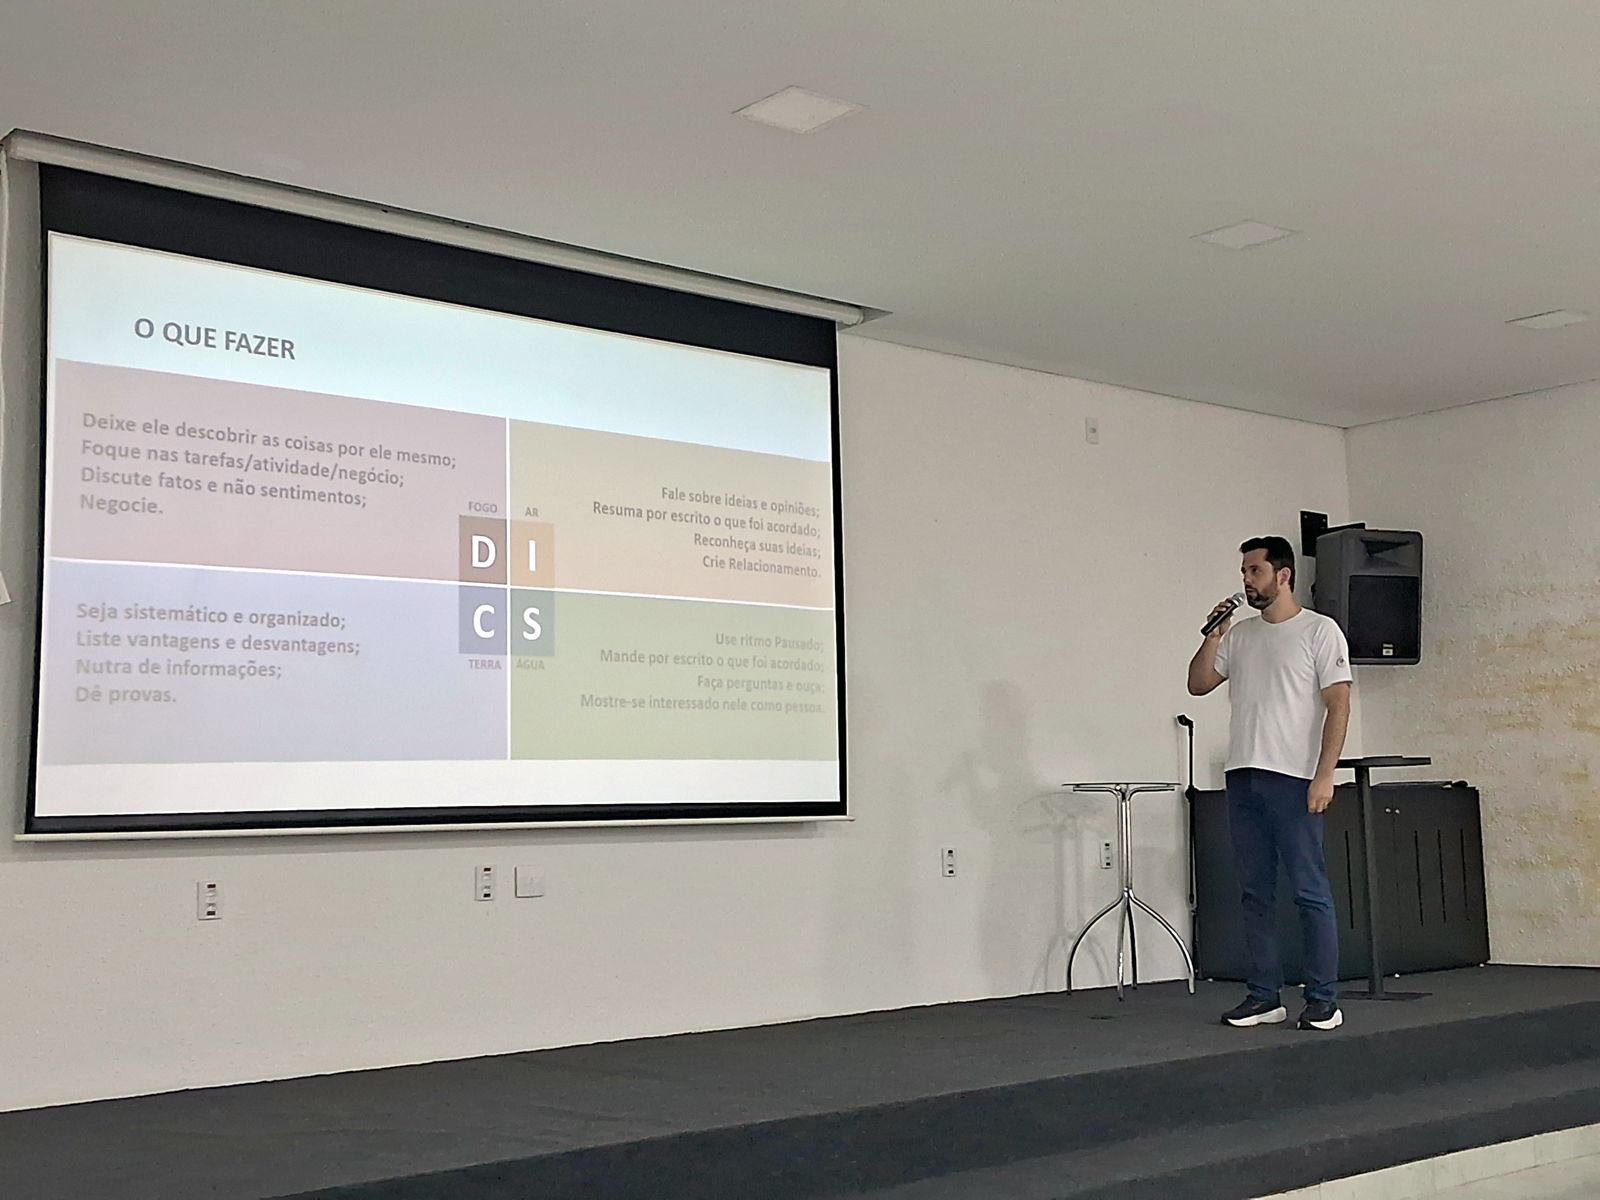 O QUE FAZER
Deixe ele descobrir as coisas por ele mesmo;
Foque nas tarefas/atividade/negócio;
Discute fatos e não sentimentos;
Negocie.
Fale sobre ideias e opiniões;
Resuma por escrito o que foi acordado;
Reconheça suas ideias;
Crie Relacionamento.
FOGO
AR
D
I
C
S
TERRA
ÁGUA
Seja sistemático e organizado;
Liste vantagens e desvantagens;
Nutra de informações;
Dê provas.
Use ritmo Pausado;
Mande por escrito o que foi acordado;
Faça perguntas e ouça;
Mostre-se interessado nele como pessoa.